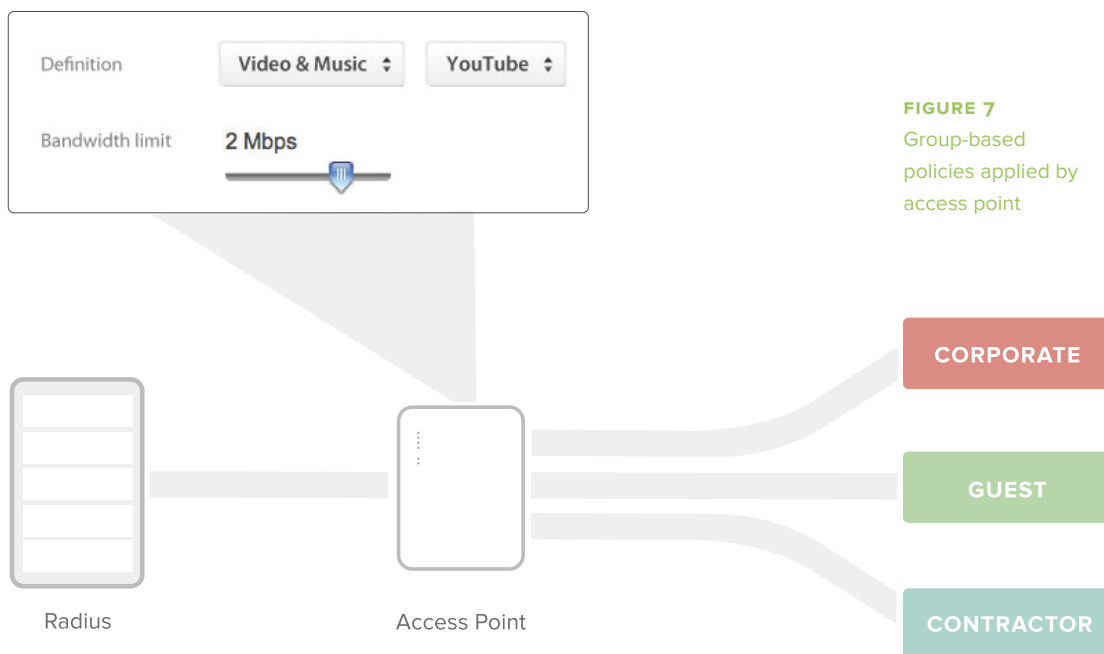 Definition Video & Music YouTube
Bandwidth limit 2 Mbps
FIGURE 7
Group-based
policies applied by
access point
CORPORATE
GUEST
CONTRACTOR
Radius
Access Point